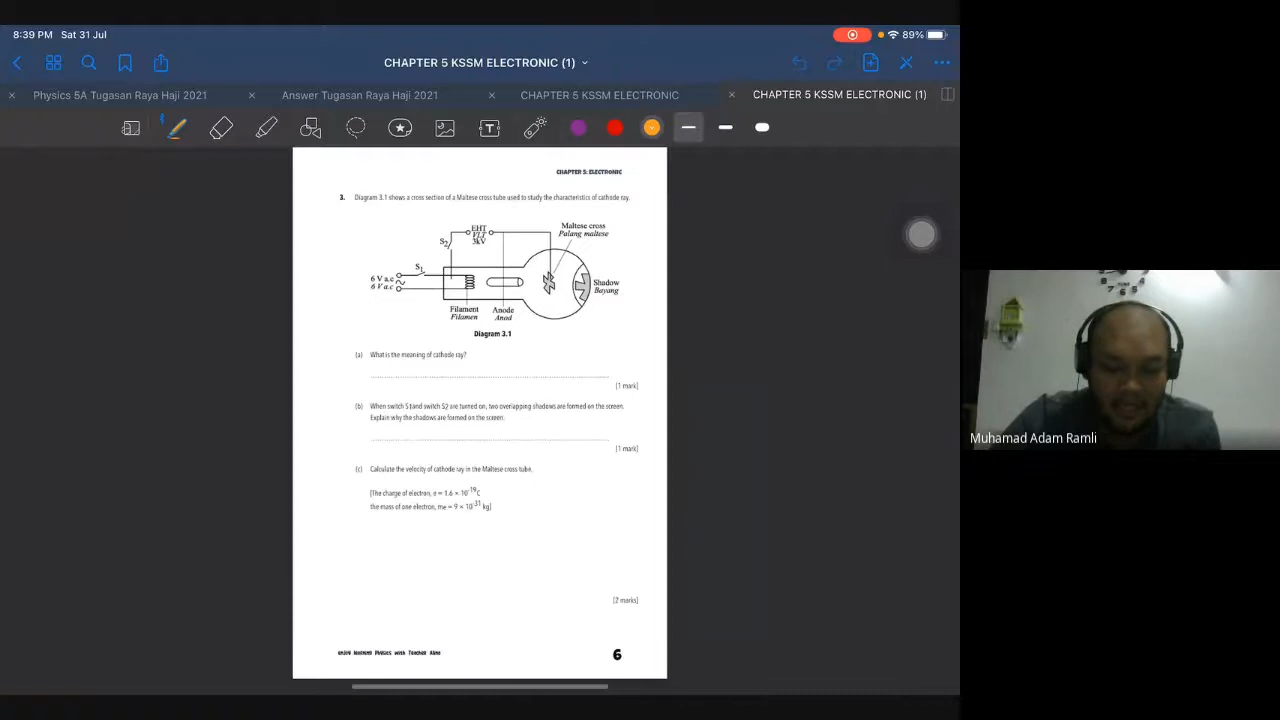 8:39 PM Sat 31 Jul
89%
CHAPTER 5 KSSM ELECTRONIC (1)
Physics 5A Tugasan Raya Haji 2021
Answer Tugasan Raya Haji 2021
CHAPTER 5 KSSM ELECTRONIC
CHAPTER 5 KSSM ELECTRONIC (1)
CHAPTER 5: ELECTRONIC
3. Diagram 3.1 shows a cross section of a Maltese cross tube used to study the characteristics of cathode ray.
EHT
VLT
3kV
S2
Maltese cross
Palang maltese
S1
6 V a.c
6 V a.c
Shadow
Bayang
Filament
Filamen
Anode
Anod
Diagram 3.1
(a) What is the meaning of cathode ray?
[1 mark]
(b) When switch S1and switch S2 are turned on, two overlapping shadows are formed on the screen.
Explain why the shadows are formed on the screen.
[1 mark]
(c) Calculate the velocity of cathode ray in the Maltese cross tube.
[The charge of electron, e = 1.6 × 10⁻¹⁹C
the mass of one electron, me = 9 × 10⁻³¹ kg]
[2 marks]
enjoy learning Physics with Teacher
6
Muhamad Adam Ramli